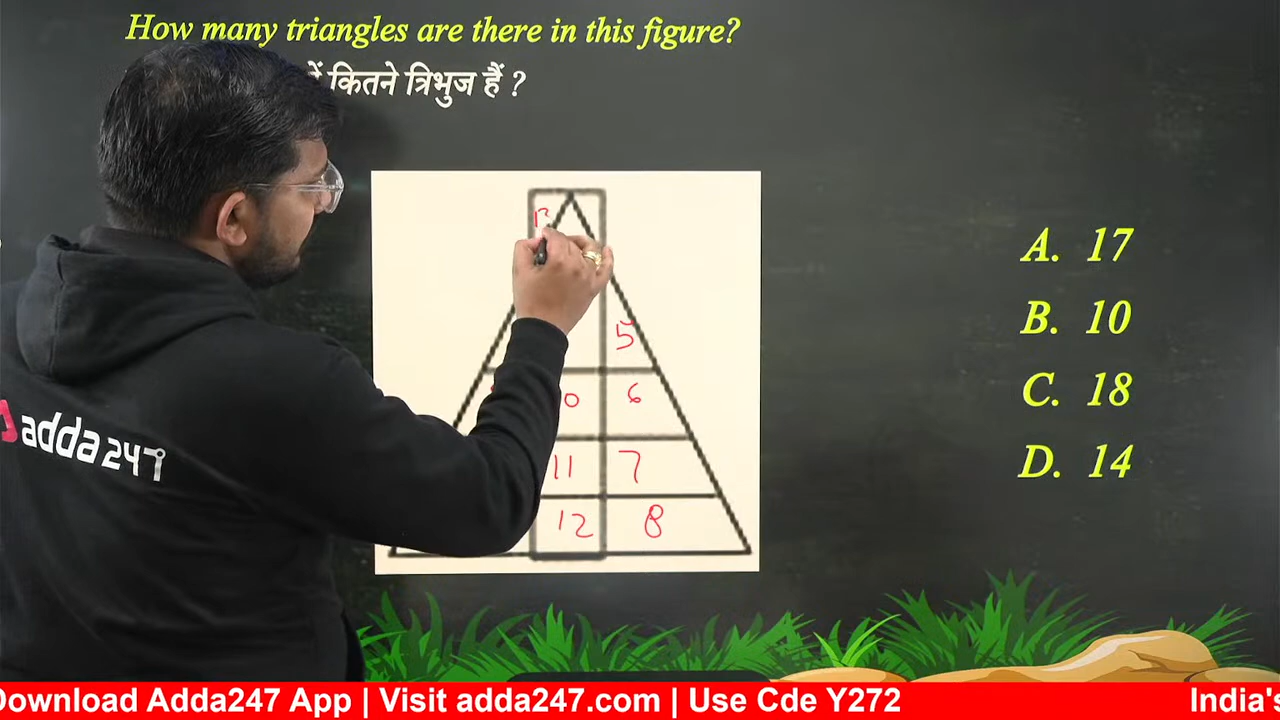 How many triangles are there in this figure?
में कितने त्रिभुज हैं ?
A. 17
B. 10
C. 18
D. 14
5
6
11 7
12 8
adda247
Download Adda247 App | Visit adda247.com | Use Cde Y272 India's